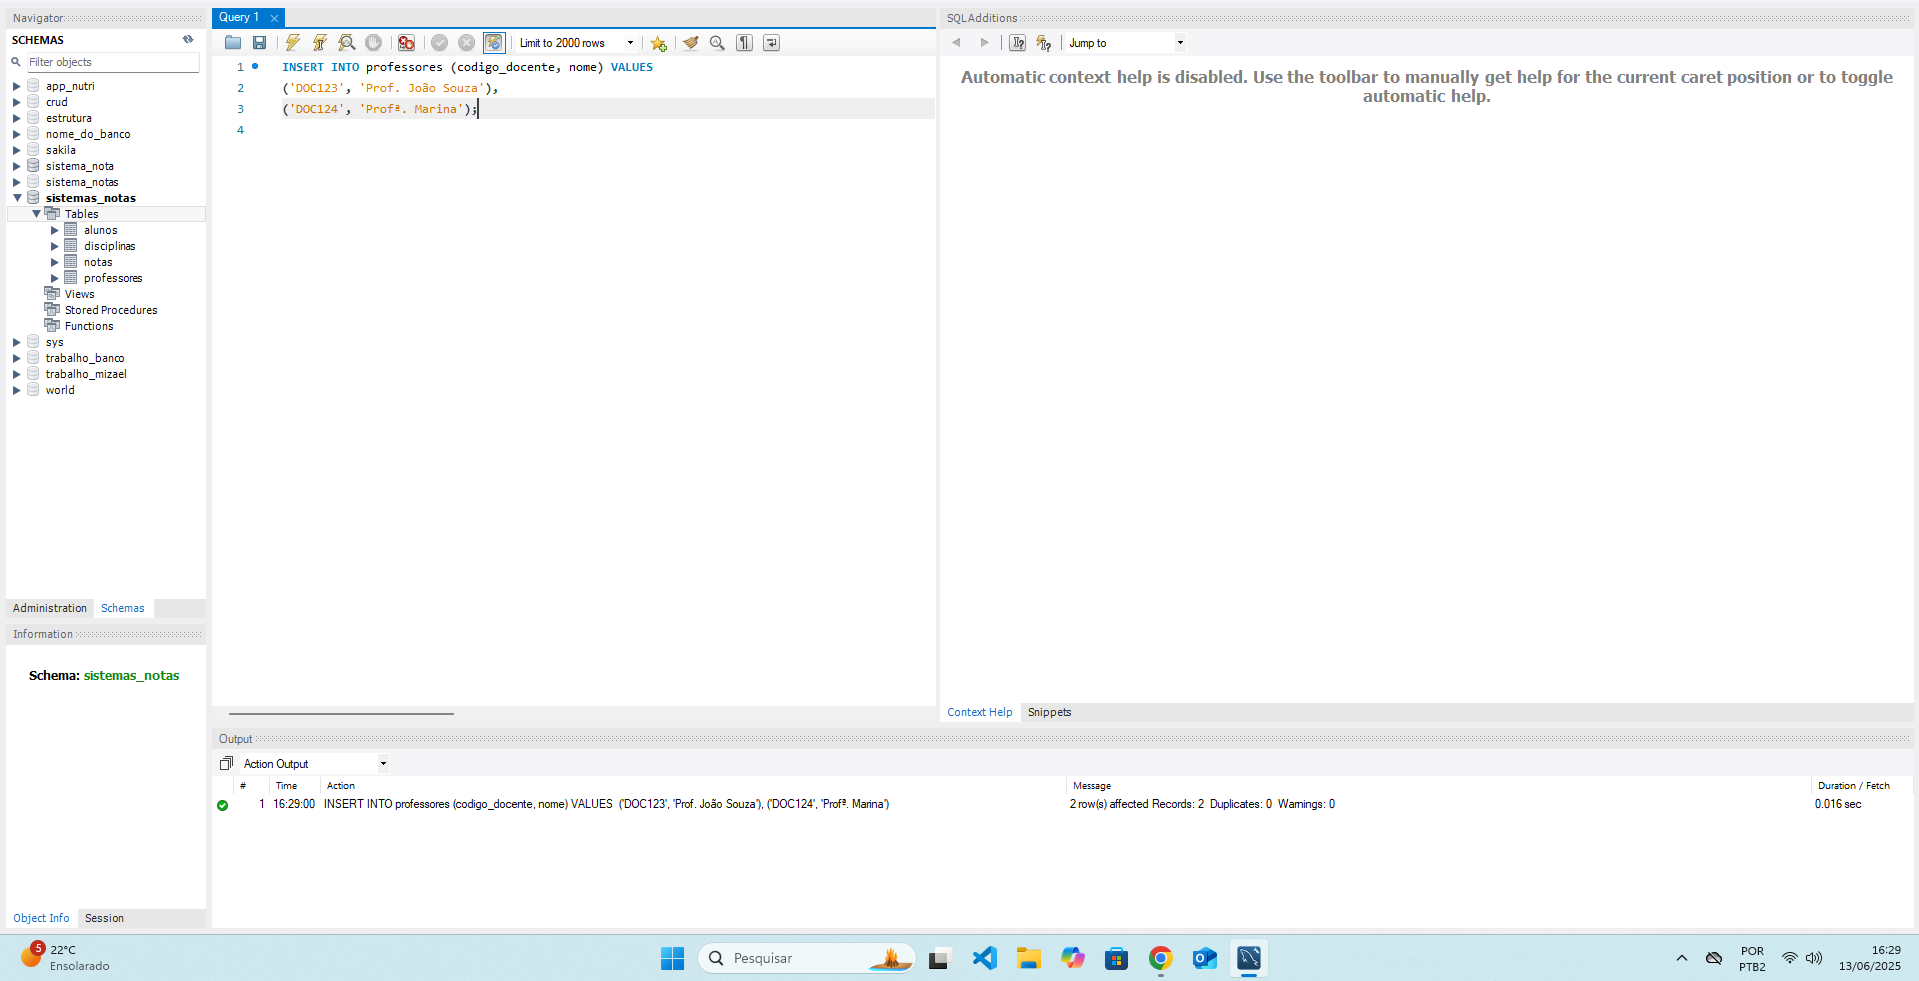 Navigator
SCHEMAS
Filter objects
app_nutri
crud
estrutura
nome_do_banco
sakila
sistema_nota
sistema_notas
sistemas_notas
Tables
alunos
disciplinas
notas
professores
Views
Stored Procedures
Functions
sys
trabalho_banco
trabalho_mizael
world
Administration Schemas
Information
Schema: sistemas_notas
Object Info Session
Query 1
Limit to 2000 rows
1 INSERT INTO professores (codigo_docente, nome) VALUES
2 ('DOC123', 'Prof. João Souza'),
3 ('DOC124', 'Profª. Marina');
4
SQLAdditions
Jump to
Automatic context help is disabled. Use the toolbar to manually get help for the current caret position or to toggle
automatic help.
Context Help Snippets
Output
Action Output
# Time Action Message Duration / Fetch
1 16:29:00 INSERT INTO professores (codigo_docente, nome) VALUES ('DOC123', 'Prof. João Souza'), ('DOC124', 'Profª. Marina') 2 row(s) affected Records: 2 Duplicates: 0 Warnings: 0 0.016 sec
5
22°C
Ensolarado
Pesquisar
POR
PTB2
16:29
13/06/2025